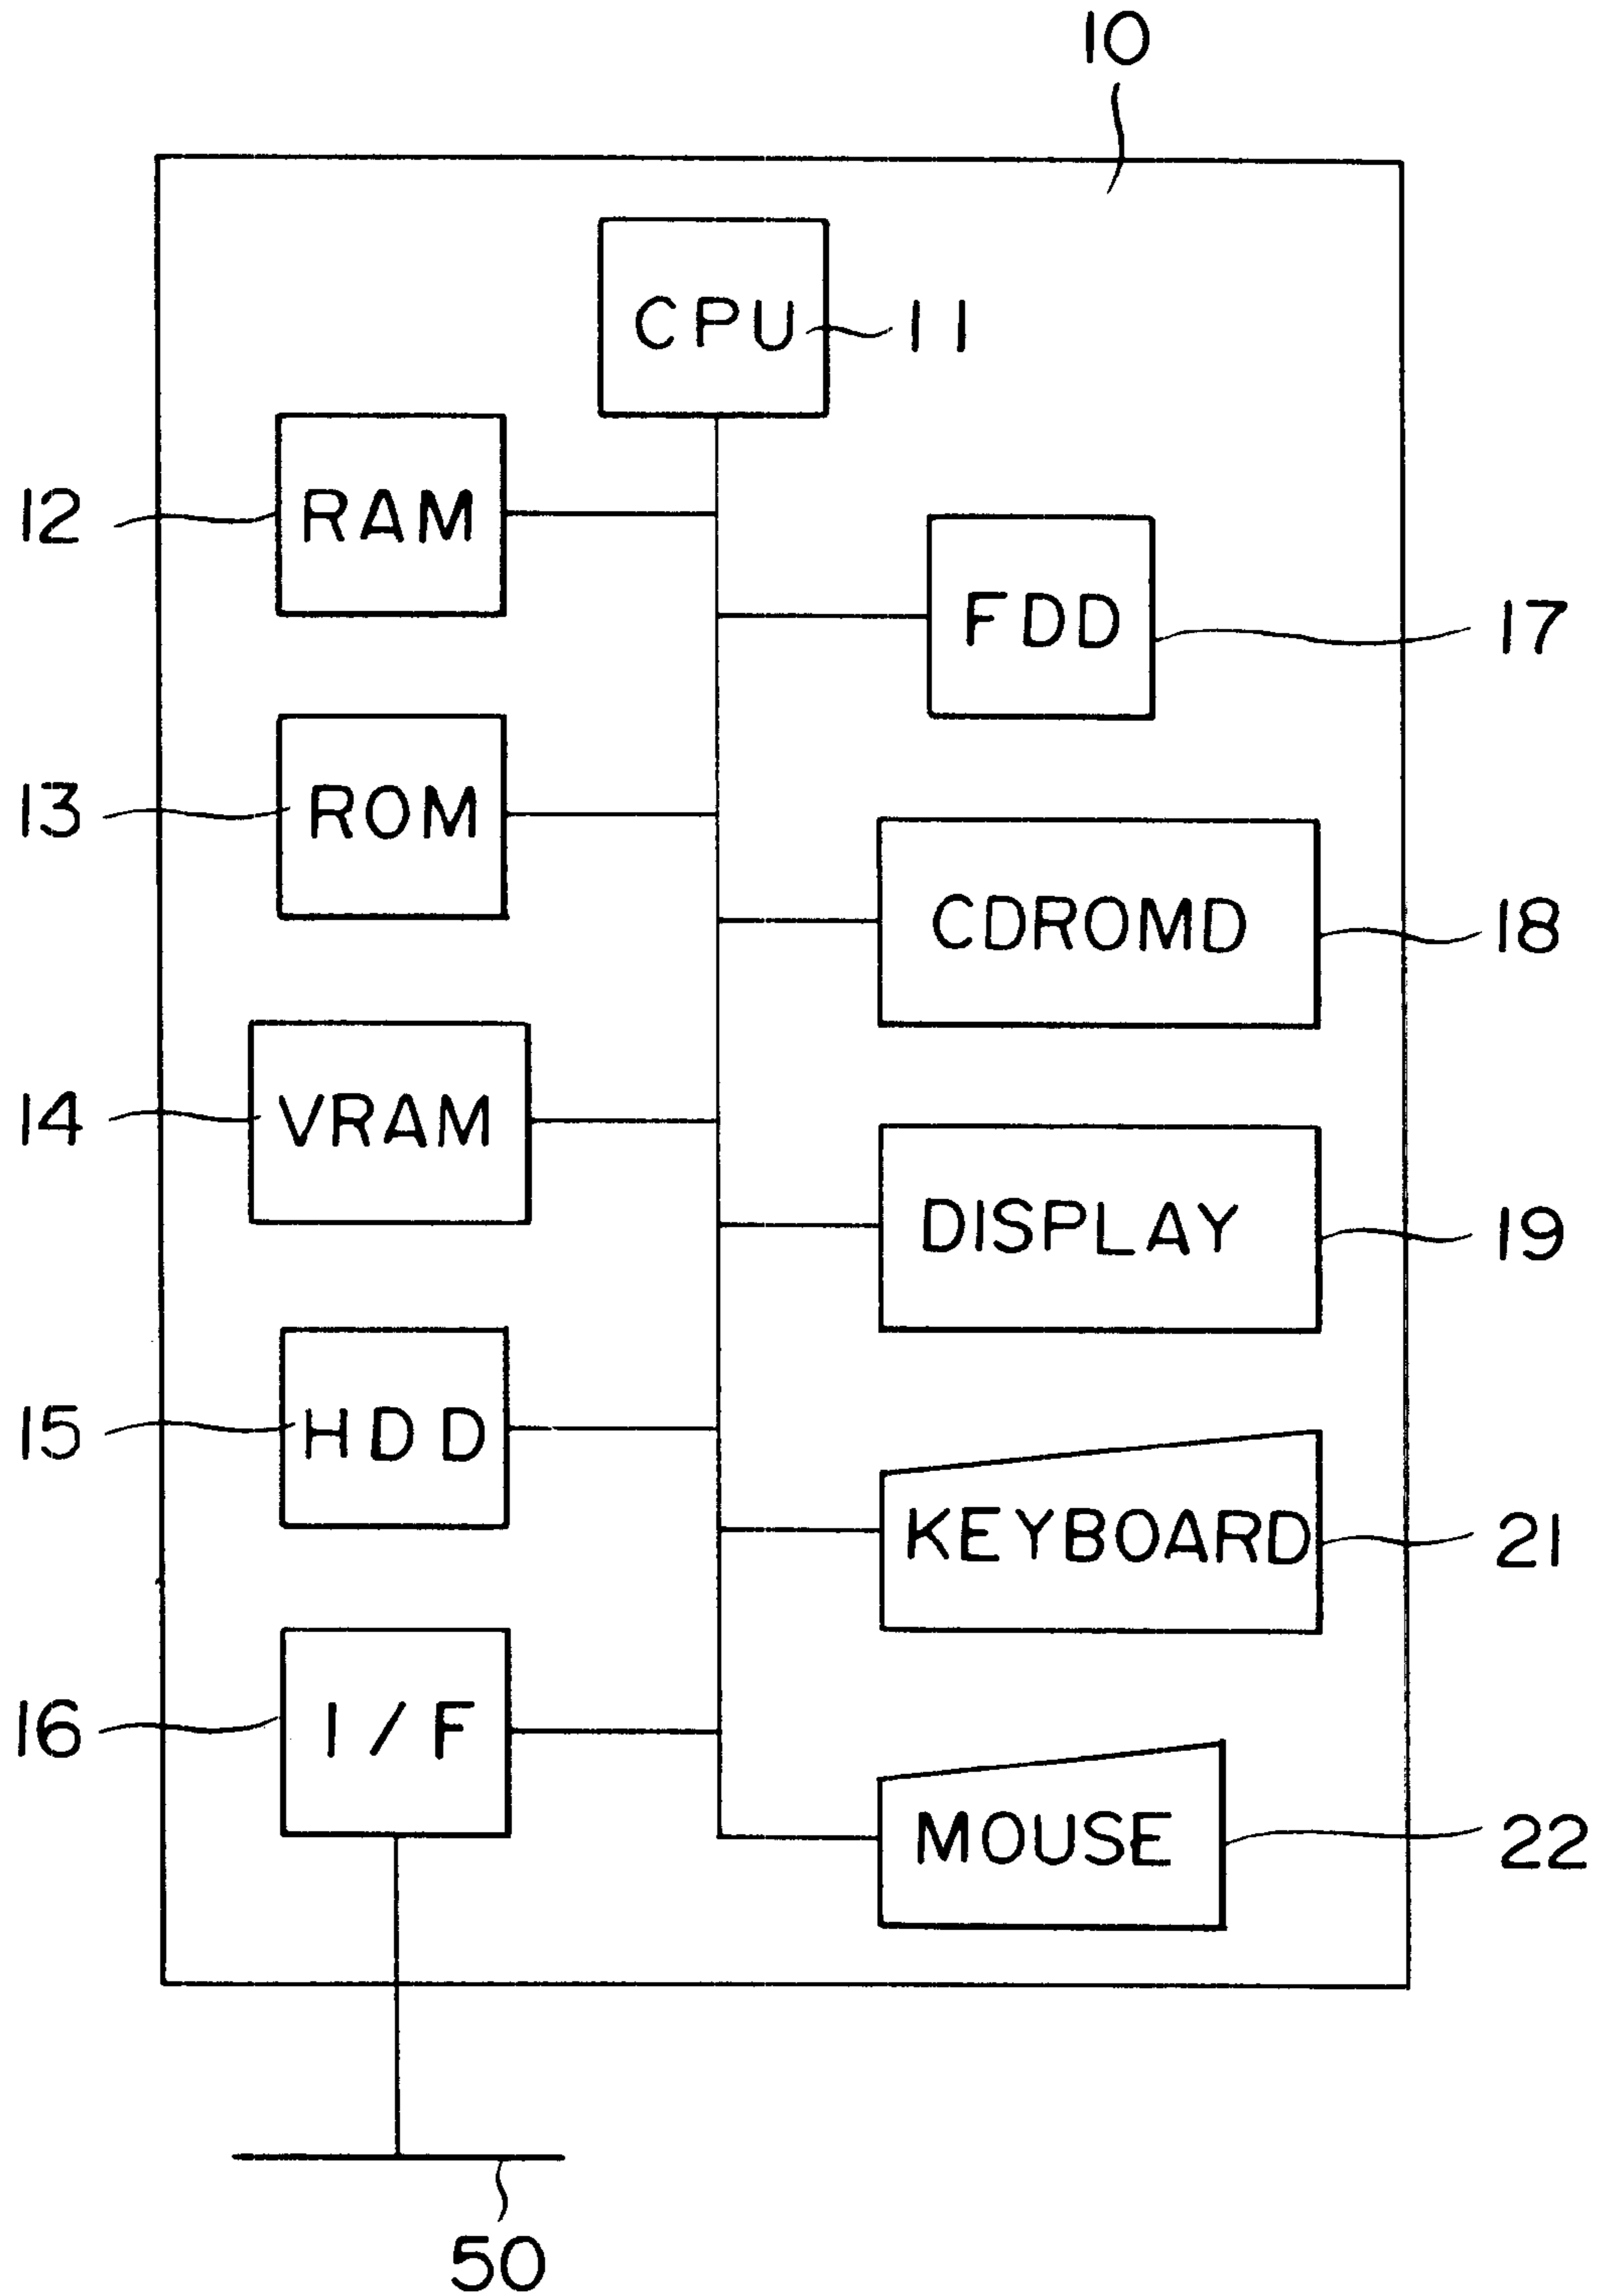 10
CPU 11
12 RAM
FDD 17
13 ROM
CDROMD 18
14 VRAM
DISPLAY 19
15 HDD
KEYBOARD 21
16 I/F
MOUSE 22
50